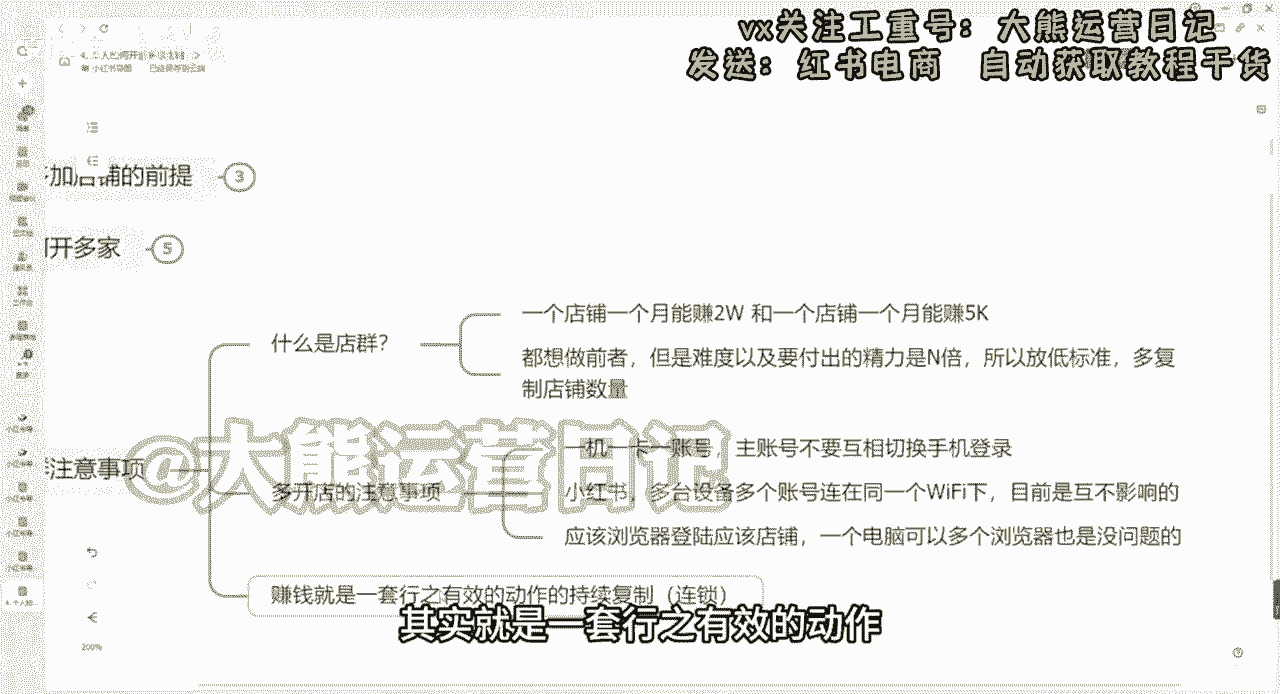 vx关注工重号：大熊运营日记
发送：红书电商 自动获取教程干货
加店铺的前提
3
开多家
5
什么是店群？
一个店铺一个月能赚2W 和一个店铺一个月能赚5K
都想做前者，但是难度以及要付出的精力是N倍，所以放低标准，多复
制店铺数量
注意事项
@大熊运营日记
多开店的注意事项
一机一卡一账号，主账号不要互相切换手机登录
小红书，多台设备多个账号连在同一个WiFi下，目前是互不影响的
应该浏览器登陆应该店铺，一个电脑可以多个浏览器也是没问题的
赚钱就是一套行之有效的动作的持续复制（连锁）
其实就是一套行之有效的动作
200%